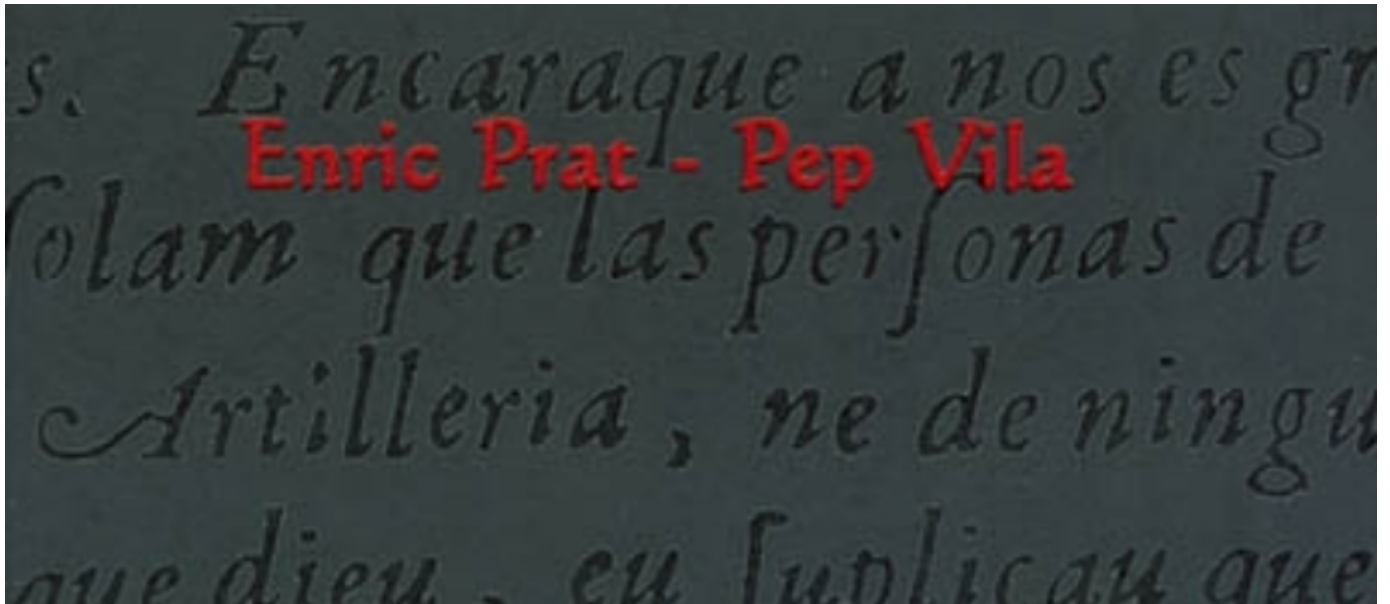 s. Encaraque a nos es gr
Enric Prat - Pep Vila
ſolam que las perſonas de
Artilleria, ne de ningu
que dieu, eu ſuplicau que